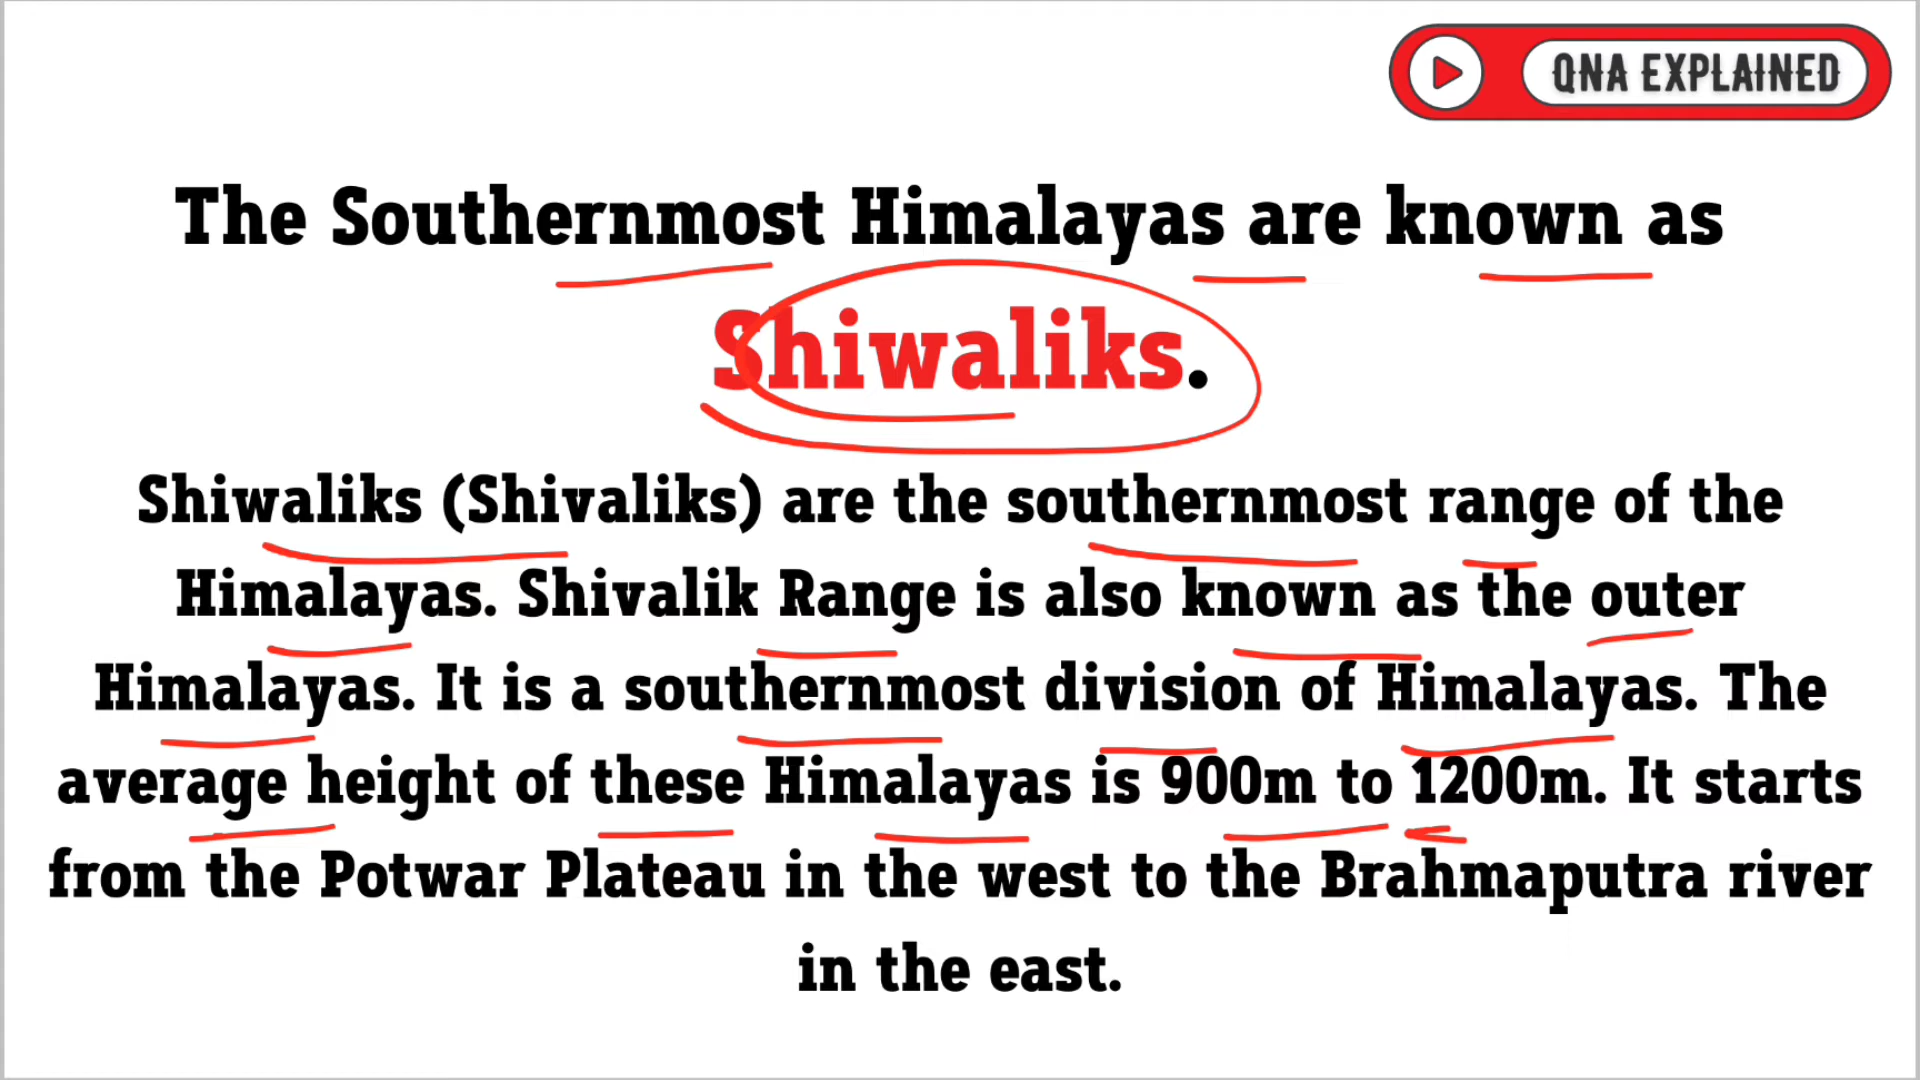 QNA EXPLAINED
The Southernmost Himalayas are known as
Shiwaliks.
Shiwaliks (Shivaliks) are the southernmost range of the
Himalayas. Shivalik Range is also known as the outer
Himalayas. It is a southernmost division of Himalayas. The
average height of these Himalayas is 900m to 1200m. It starts
from the Potwar Plateau in the west to the Brahmaputra river
in the east.